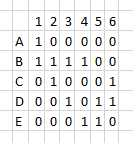 1 2 3 4 5 6
A 1 0 0 0 0 0
B 1 1 1 1 0 0
C 0 1 0 0 0 1
D 0 0 1 0 1 1
E 0 0 0 1 1 0